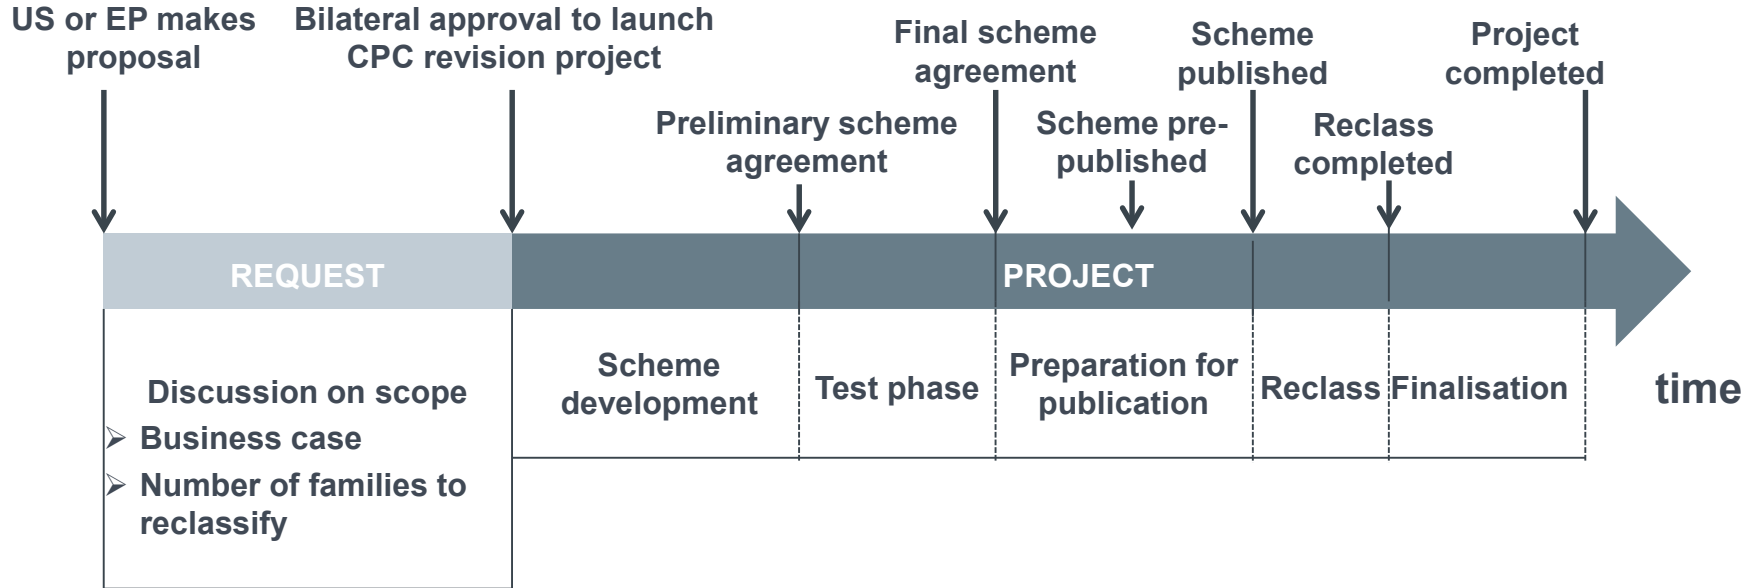 US or EP makes
proposal
Bilateral approval to launch
CPC revision project
Preliminary scheme
agreement
Final scheme
agreement
Scheme pre-
published
Scheme
published
Reclass
completed
Project
completed
REQUEST
PROJECT
Discussion on scope
➢ Business case
➢ Number of families to
reclassify
Scheme
development
Test phase
Preparation for
publication
Reclass
Finalisation
time